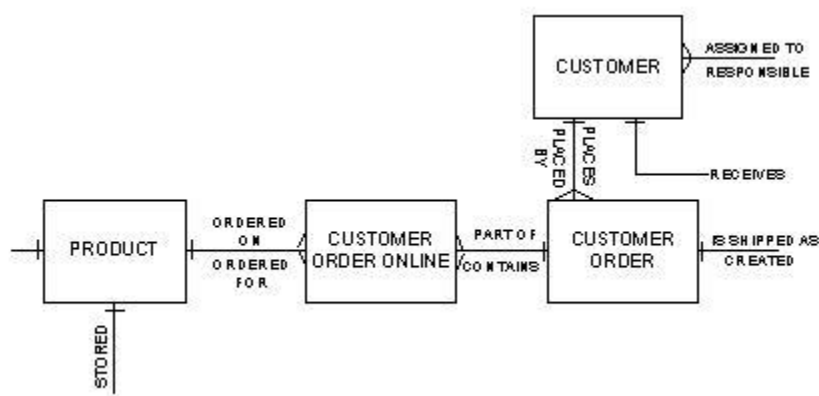 CUSTOMER
ASSIGNED TO
RESPONSIBLE
PLACED
BY
PLACES
RECEIVES
PRODUCT
ORDERED
ON
ORDERED
FOR
CUSTOMER
ORDER ONLINE
PART OF
CONTAINS
CUSTOMER
ORDER
IS SHIPPED AS
CREATED
STORED